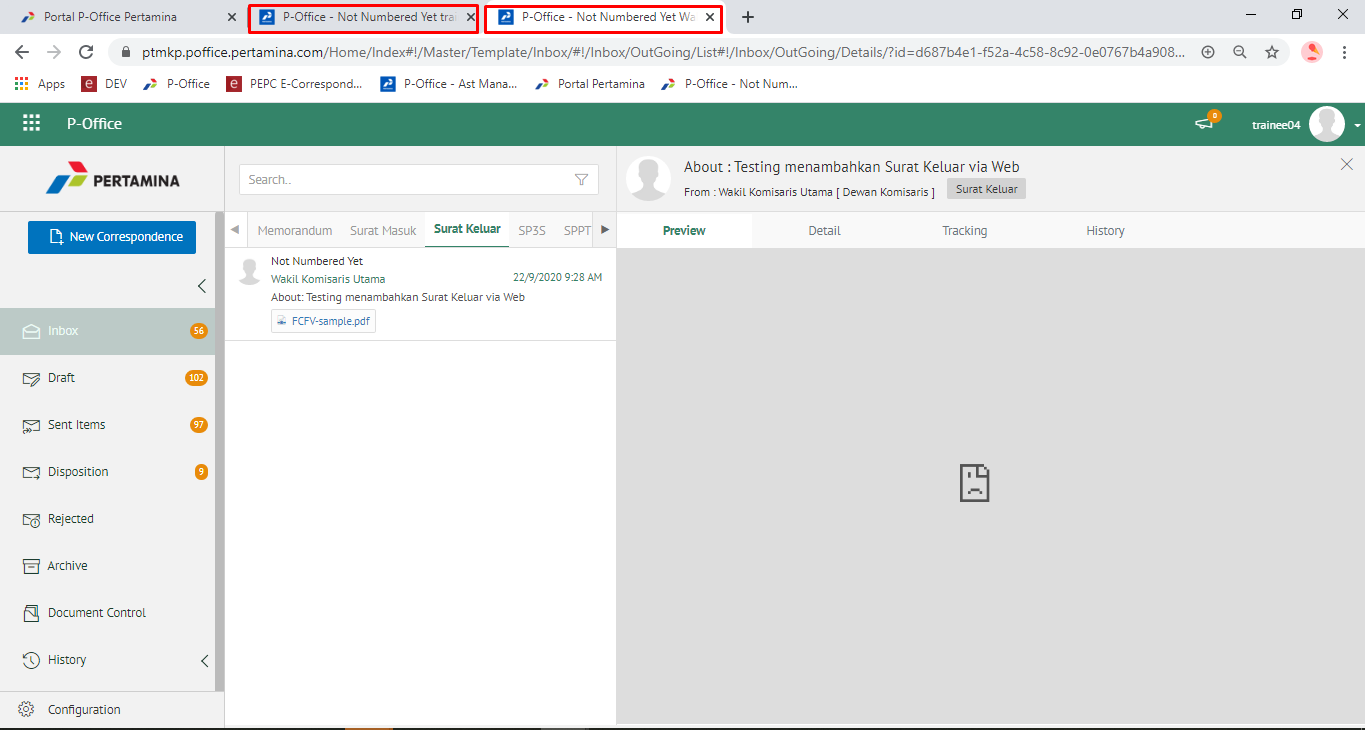 Portal P-Office Pertamina
P-Office - Not Numbered Yet tra
P-Office - Not Numbered Yet Wa
ptmkp.poffice.pertamina.com/Home/Index#!/Master/Template/Inbox/#!/Inbox/OutGoing/List#!/Inbox/OutGoing/Details/?id=d687b4e1-f52a-4c58-8c92-0e0767b4a908...
Apps
DEV
P-Office
PEPC E-Correspond...
P-Office - Ast Mana...
Portal Pertamina
P-Office - Not Num...
P-Office
0
trainee04
PERTAMINA
New Correspondence
Inbox 56
Draft 102
Sent Items 97
Disposition 9
Rejected
Archive
Document Control
History
Configuration
Search..
Memorandum Surat Masuk Surat Keluar SP3S SPPT
Not Numbered Yet
Wakil Komisaris Utama 22/9/2020 9:28 AM
About: Testing menambahkan Surat Keluar via Web
FCFV-sample.pdf
About : Testing menambahkan Surat Keluar via Web
From : Wakil Komisaris Utama [ Dewan Komisaris ] Surat Keluar
Preview Detail Tracking History